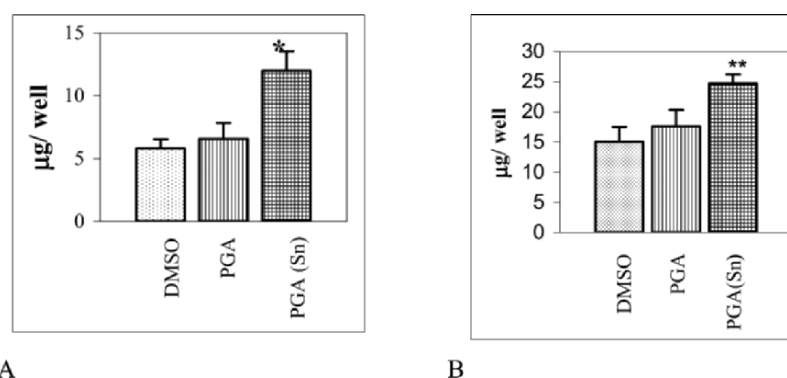 15
10
5
0
µg/ well
*
DMSO
PGA
PGA (Sn)
A
30
25
20
15
10
5
0
µg/ well
**
DMSO
PGA
PGA(Sn)
B